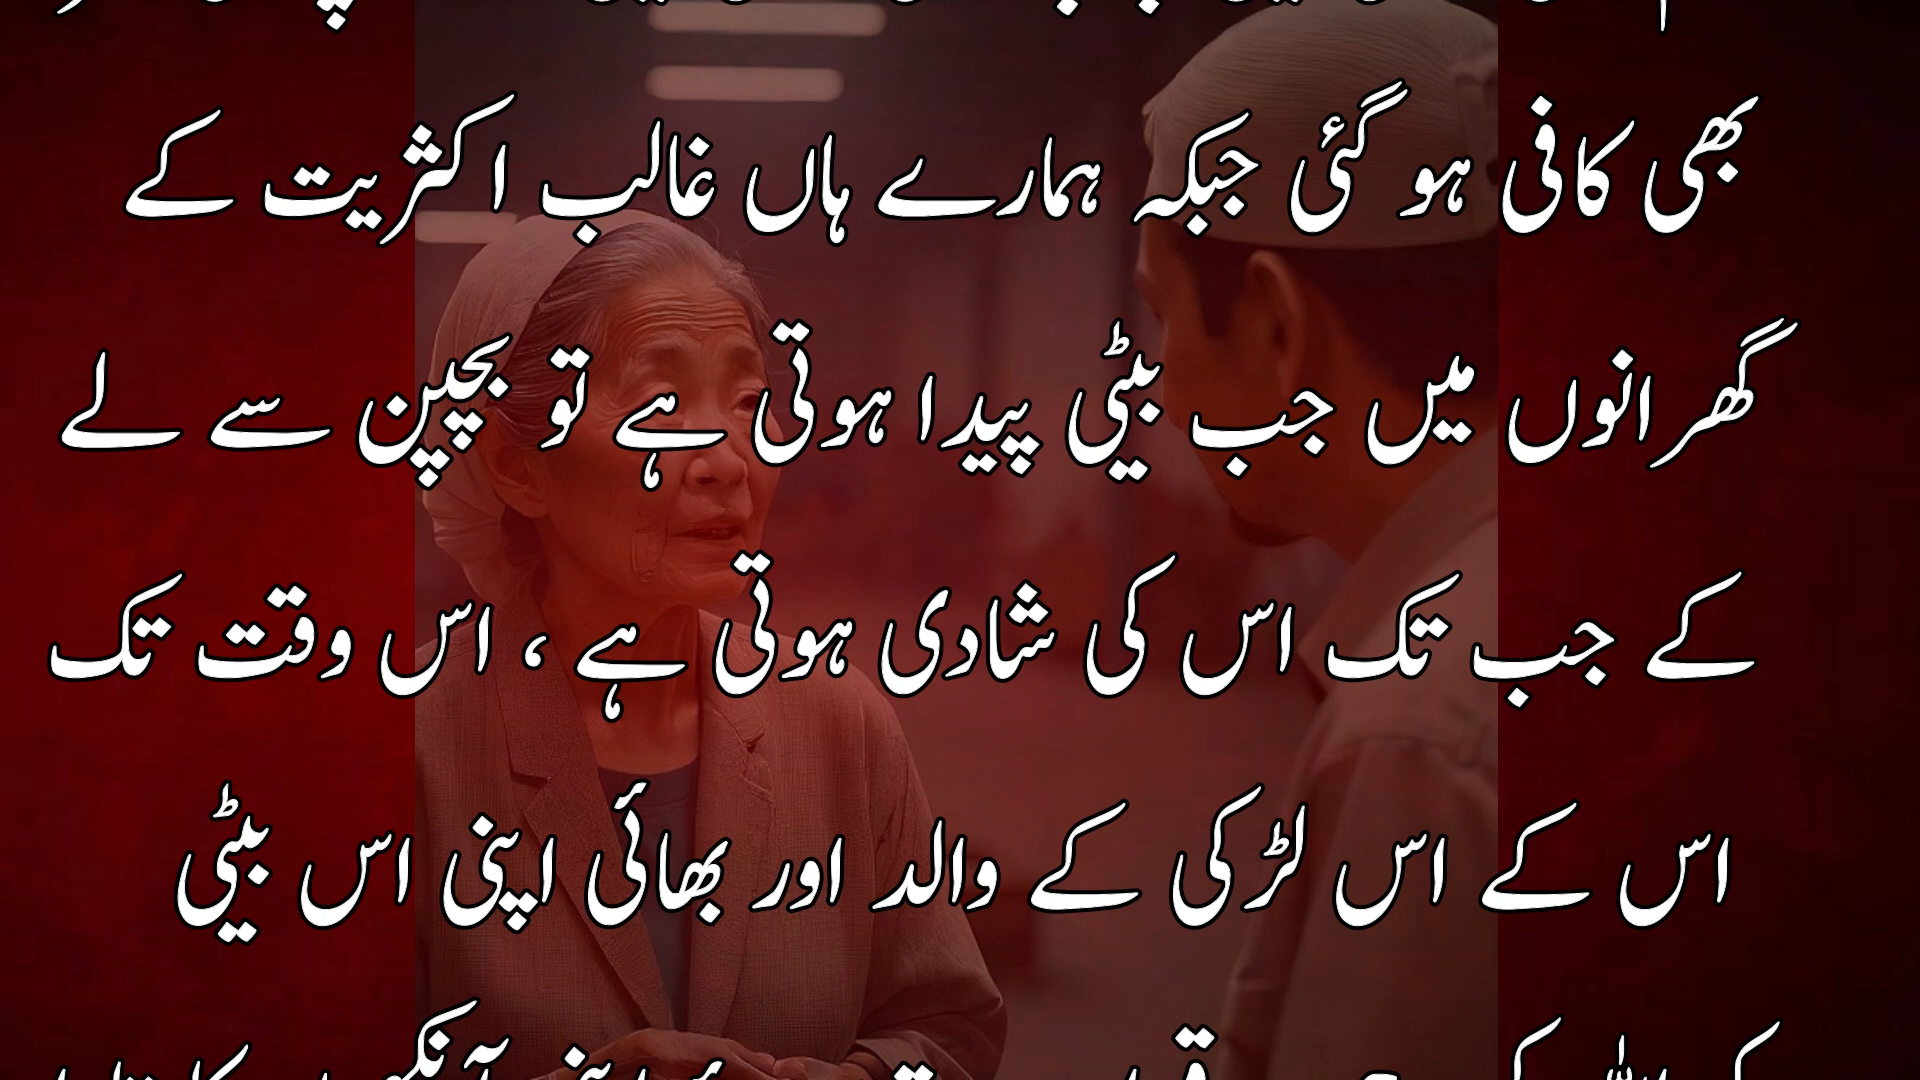 بھی کافی ہو گئی جبکہ ہمارے ہاں غالب اکثریت کے
گھرانوں میں جب بیٹی پیدا ہوتی ہے تو بچپن سے لے
کے جب تک اس کی شادی ہوتی ہے ، اس وقت تک
اس کے اس لڑکی کے والد اور بھائی اپنی اس بیٹی